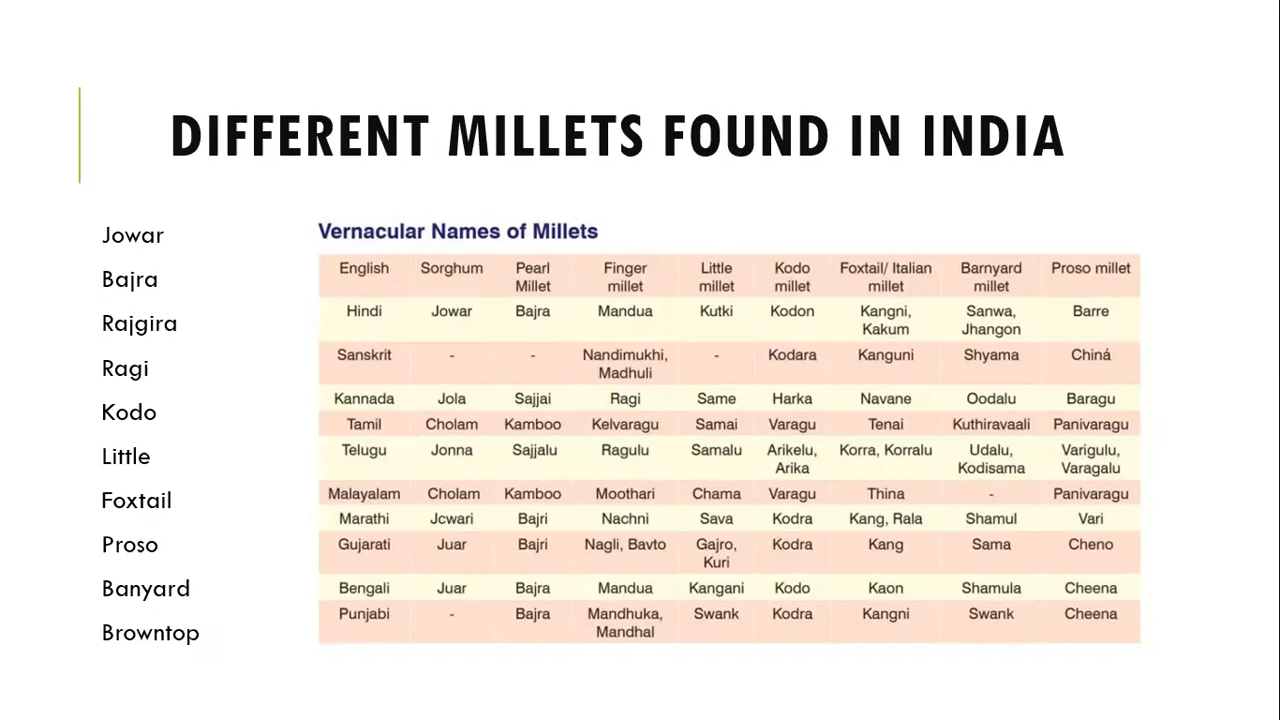 DIFFERENT MILLETS FOUND IN INDIA
Jowar
Bajra
Rajgira
Ragi
Kodo
Little
Foxtail
Proso
Banyard
Browntop
Vernacular Names of Millets
English Sorghum Pearl Millet Finger millet Little millet Kodo millet Foxtail/ Italian millet Barnyard millet Proso millet
Hindi Jowar Bajra Mandua Kutki Kodon Kangni, Kakum Sanwa, Jhangon Barre
Sanskrit - - Nandimukhi, Madhuli - Kodara Kanguni Shyama Chiná
Kannada Jola Sajjai Ragi Same Harka Navane Oodalu Baragu
Tamil Cholam Kamboo Kelvaragu Samai Varagu Tenai Kuthiravaali Panivaragu
Telugu Jonna Sajjalu Ragulu Samalu Arikelu, Arika Korra, Korralu Udalu, Kodisama Varigulu, Varagalu
Malayalam Cholam Kamboo Moothari Chama Varagu Thina - Panivaragu
Marathi Jcwari Bajri Nachni Sava Kodra Kang, Rala Shamul Vari
Gujarati Juar Bajri Nagli, Bavto Gajro, Kuri Kodra Kang Sama Cheno
Bengali Juar Bajra Mandua Kangani Kodo Kaon Shamula Cheena
Punjabi - Bajra Mandhuka, Mandhal Swank Kodra Kangni Swank Cheena